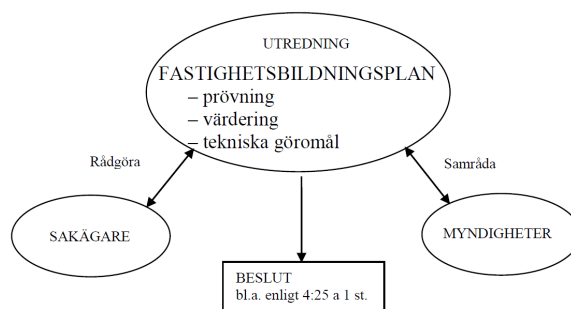 UTREDNING
FASTIGHETSBILDNINGSPLAN
– prövning
– värdering
– tekniska göromål
Rådgöra
Samråda
SAKÄGARE
MYNDIGHETER
BESLUT
bl.a. enligt 4:25 a 1 st.